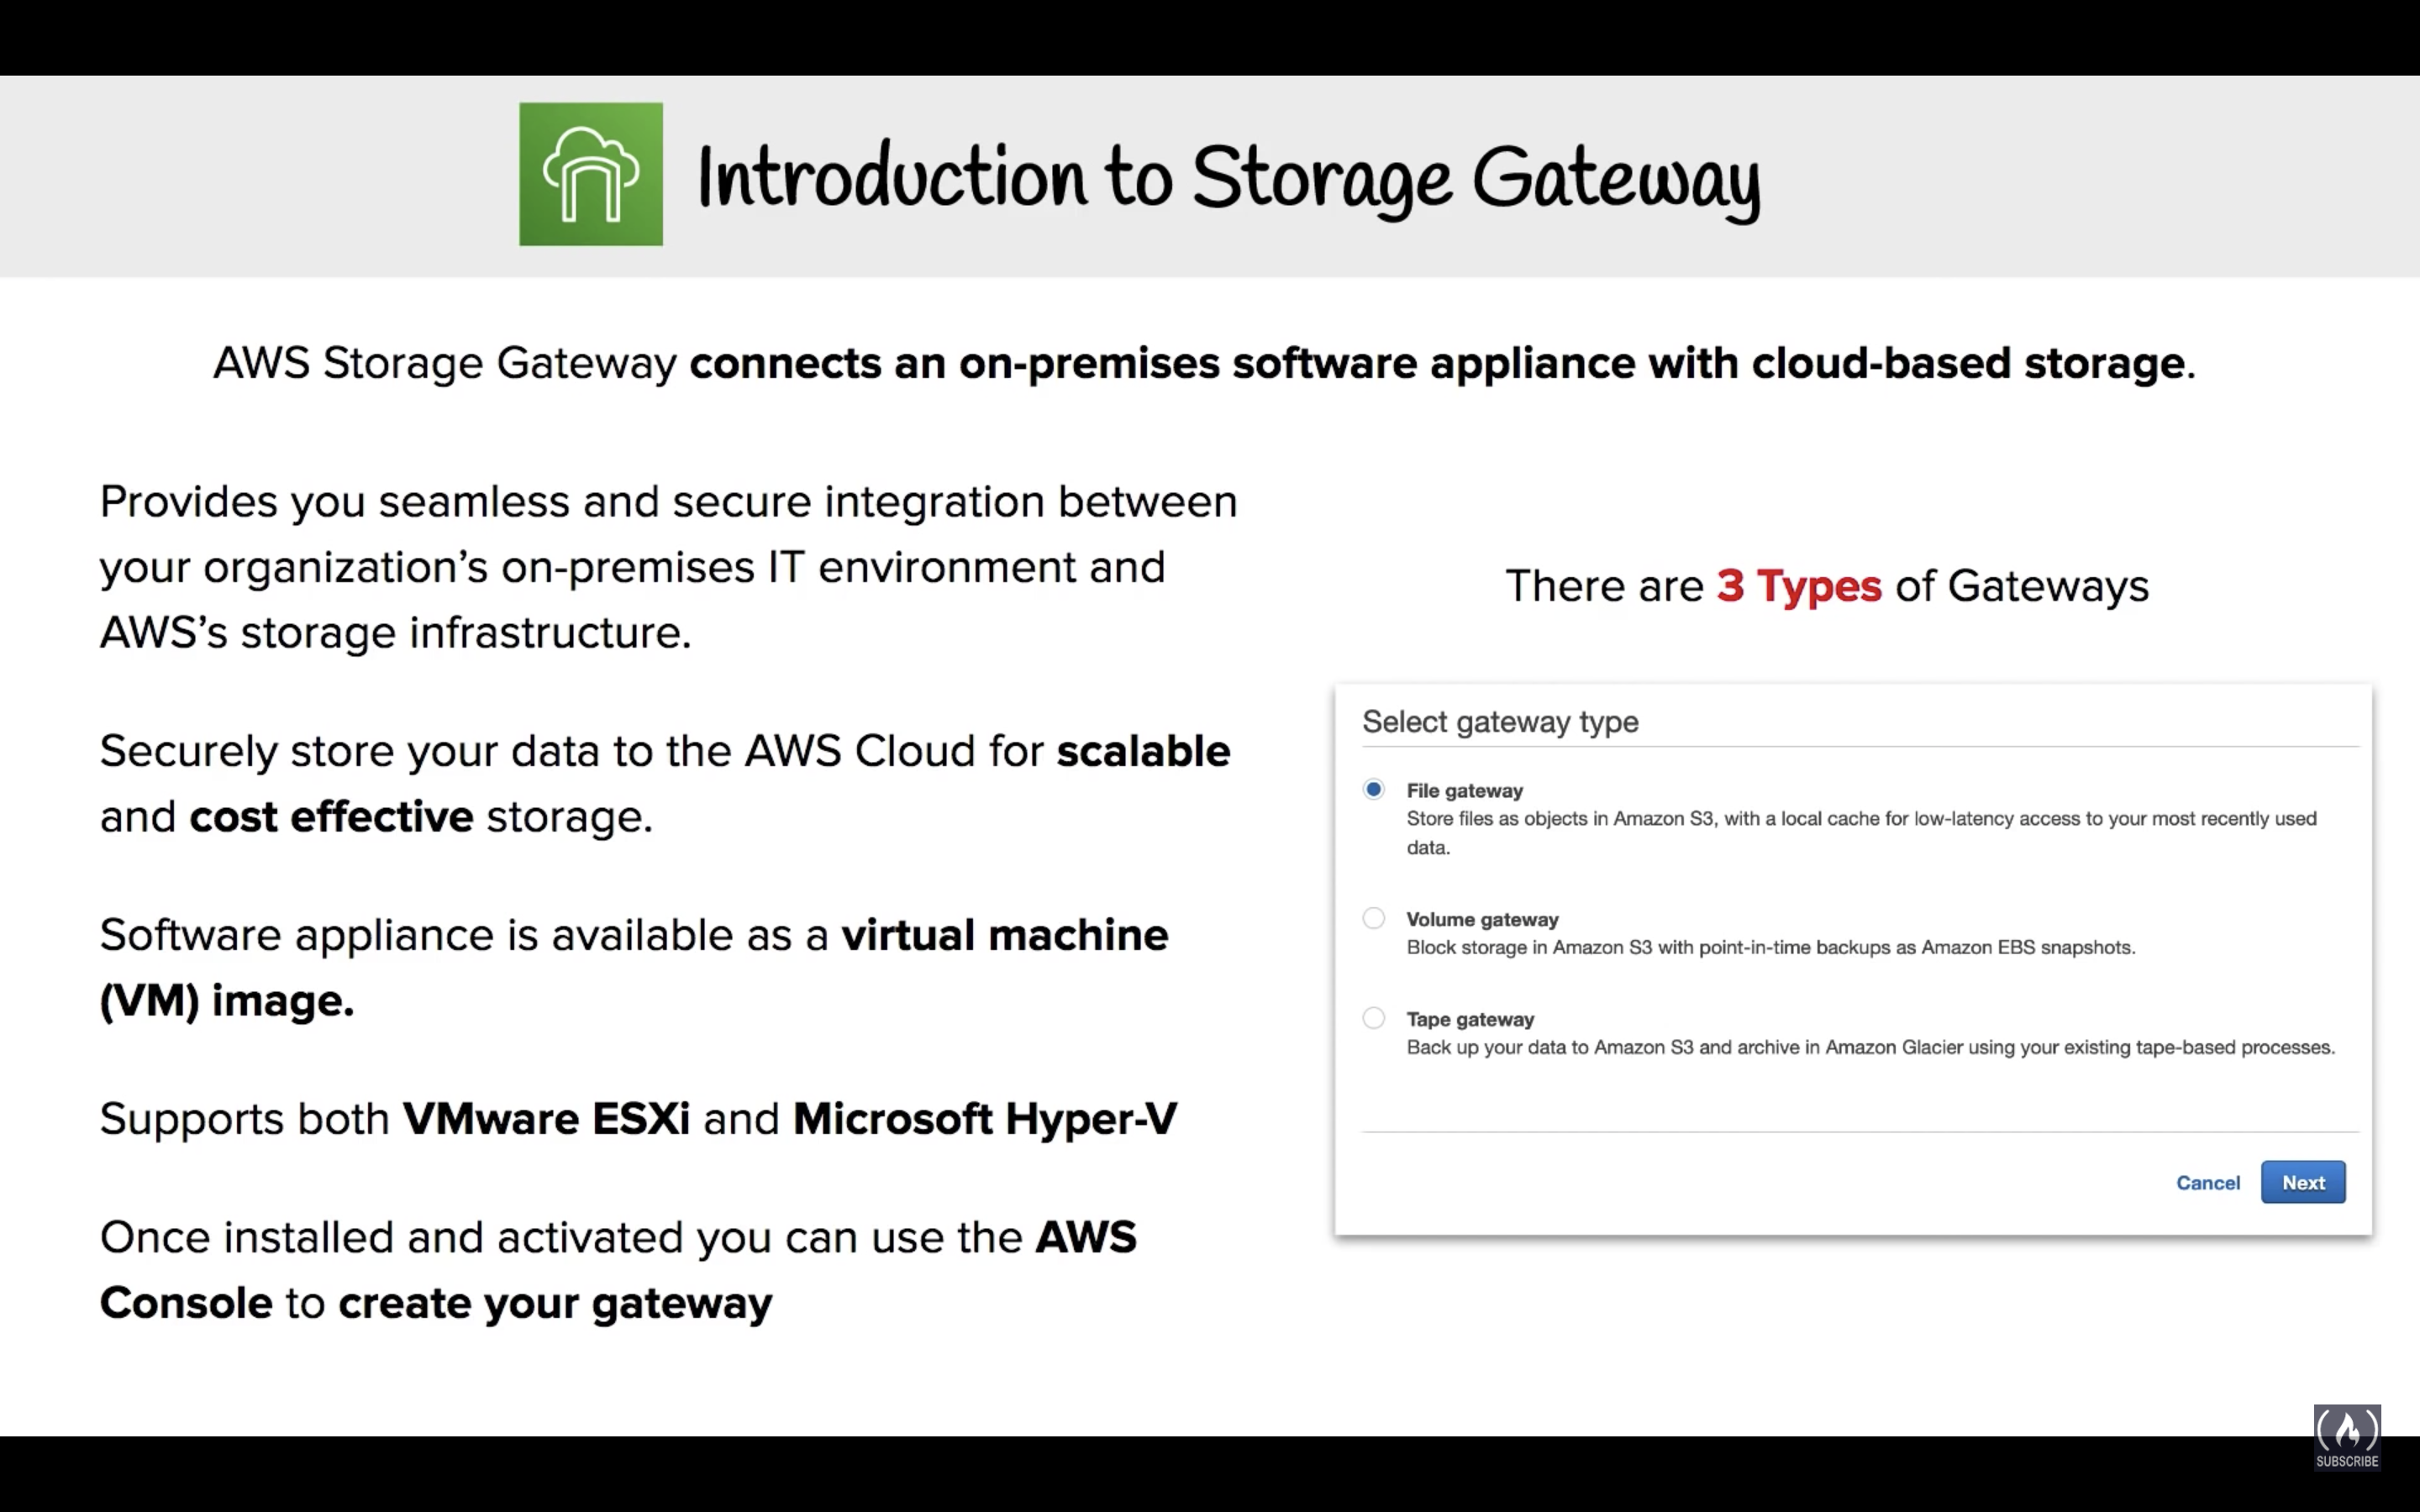 Introduction to Storage Gateway
AWS Storage Gateway connects an on-premises software appliance with cloud-based storage.
Provides you seamless and secure integration between
your organization’s on-premises IT environment and
AWS’s storage infrastructure.
Securely store your data to the AWS Cloud for scalable
and cost effective storage.
Software appliance is available as a virtual machine
(VM) image.
Supports both VMware ESXi and Microsoft Hyper-V
Once installed and activated you can use the AWS
Console to create your gateway
There are 3 Types of Gateways
Select gateway type
File gateway
Store files as objects in Amazon S3, with a local cache for low-latency access to your most recently used
data.
Volume gateway
Block storage in Amazon S3 with point-in-time backups as Amazon EBS snapshots.
Tape gateway
Back up your data to Amazon S3 and archive in Amazon Glacier using your existing tape-based processes.
Cancel Next
SUBSCRIBE